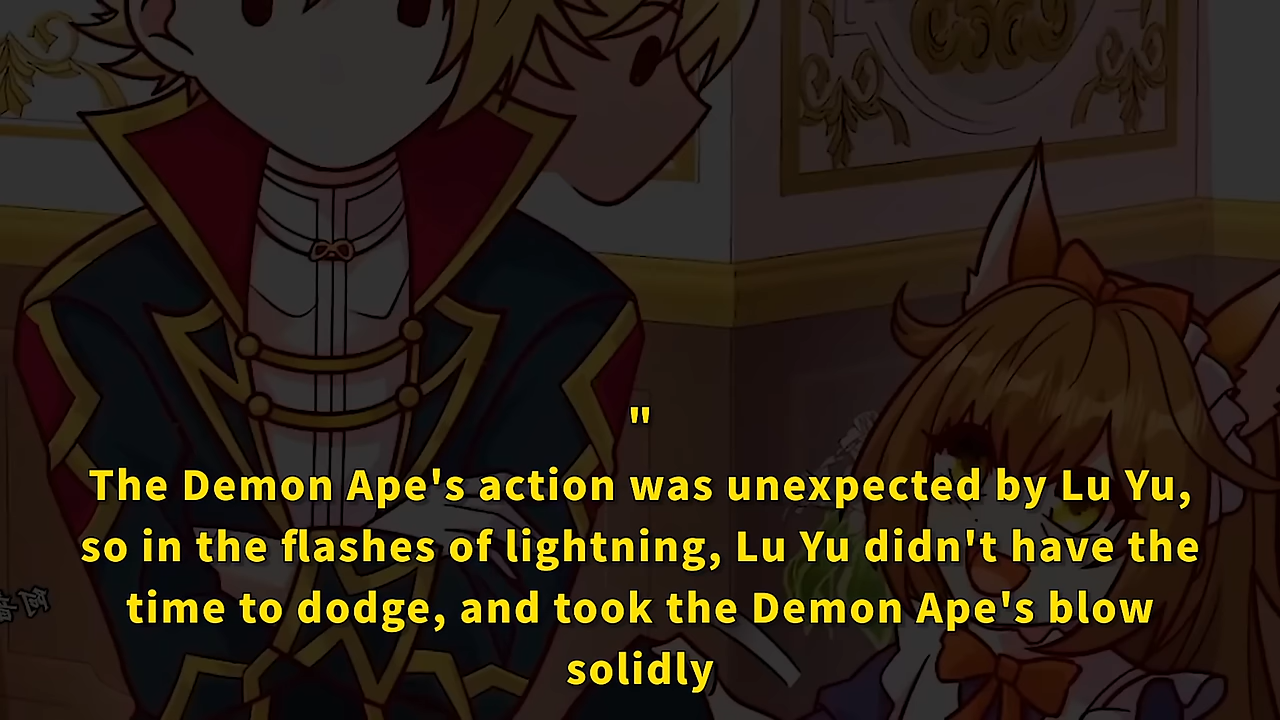 "
The Demon Ape's action was unexpected by Lu Yu,
so in the flashes of lightning, Lu Yu didn't have the
time to dodge, and took the Demon Ape's blow
solidly